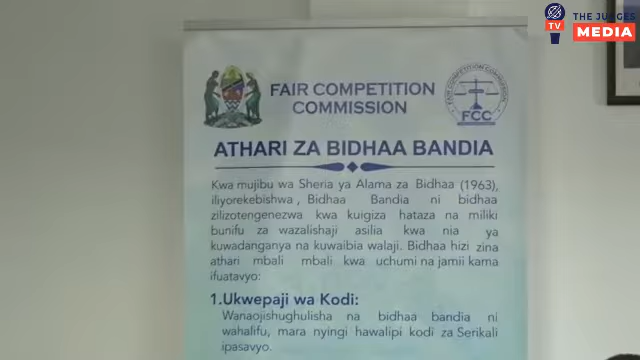 THE JUDGES
TV MEDIA
FAIR COMPETITION
COMMISSION
FAIR COMPETITION COMMISSION
FCC
ATHARI ZA BIDHAA BANDIA
Kwa mujibu wa Sheria ya Alama za Bidhaa (1963),
iliyorekebishwa, Bidhaa Bandia ni bidhaa
zilizotengenezwa kwa kuigiza hataza na miliki
bunifu za wazalishaji asilia kwa nia ya
kuwadanganya na kuwaibia walaji. Bidhaa hizi zina
athari mbali mbali kwa uchumi na jamii kama
ifuatavyo:
1.Ukwepaji wa Kodi:
Wanaojishughulisha na bidhaa bandia ni
wahalifu, mara nyingi hawalipi kodi za Serikali
ipasavyo.